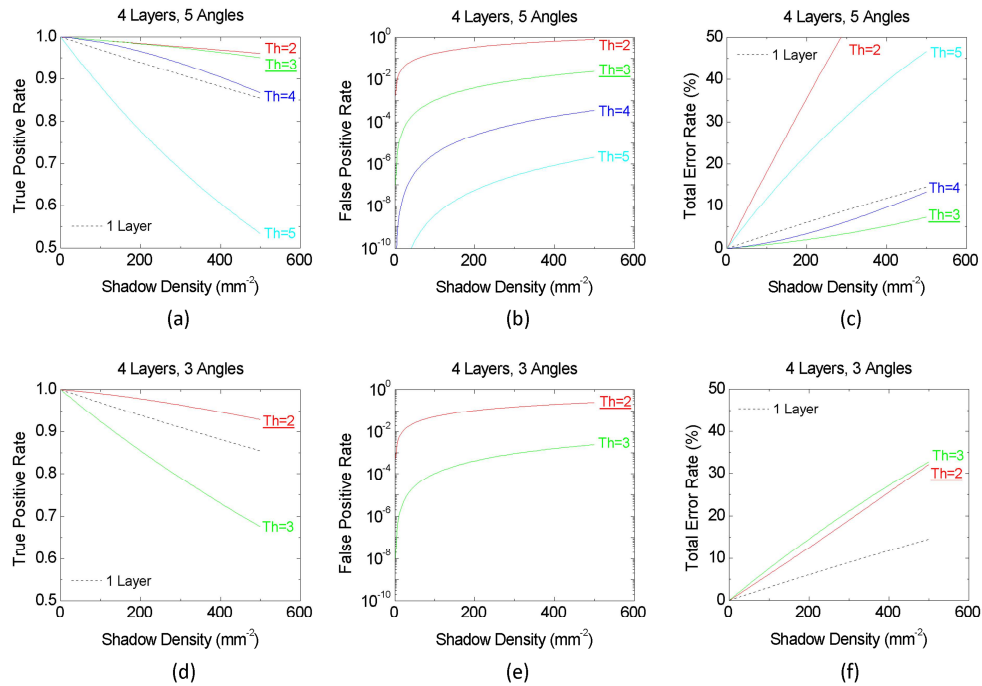 4 Layers, 5 Angles
1.0
0.9
0.8
0.7
0.6
0.5
True Positive Rate
Th=2
Th=3
Th=4
Th=5
1 Layer
0 200 400 600
Shadow Density (mm⁻²)
(a)
4 Layers, 5 Angles
10⁰
10⁻²
10⁻⁴
10⁻⁶
10⁻⁸
10⁻¹⁰
False Positive Rate
Th=2
Th=3
Th=4
Th=5
0 200 400 600
Shadow Density (mm⁻²)
(b)
4 Layers, 5 Angles
50
40
30
20
10
0
Total Error Rate (%)
1 Layer
Th=2
Th=5
Th=4
Th=3
0 200 400 600
Shadow Density (mm⁻²)
(c)
4 Layers, 3 Angles
1.0
0.9
0.8
0.7
0.6
0.5
True Positive Rate
Th=2
Th=3
1 Layer
0 200 400 600
Shadow Density (mm⁻²)
(d)
4 Layers, 3 Angles
10⁰
10⁻²
10⁻⁴
10⁻⁶
10⁻⁸
10⁻¹⁰
False Positive Rate
Th=2
Th=3
0 200 400 600
Shadow Density (mm⁻²)
(e)
4 Layers, 3 Angles
50
40
30
20
10
0
Total Error Rate (%)
1 Layer
Th=3
Th=2
0 200 400 600
Shadow Density (mm⁻²)
(f)